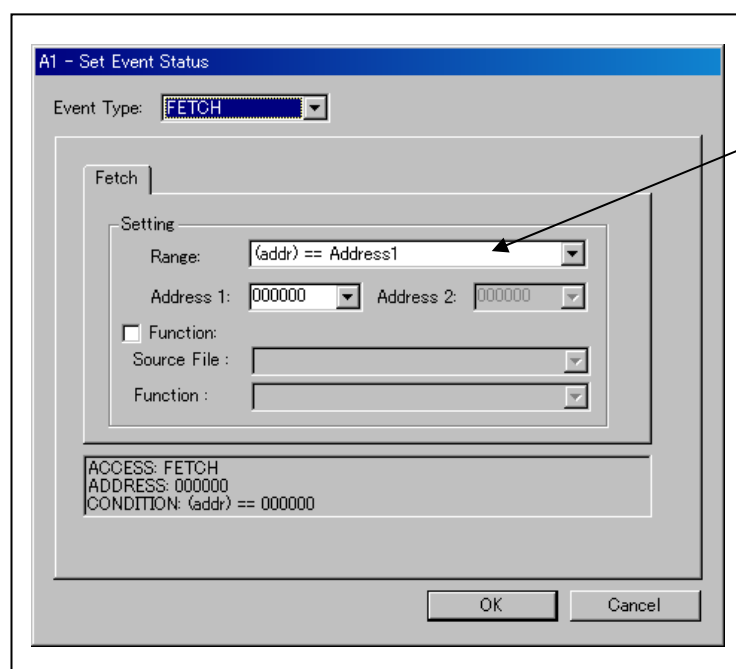 A1 - Set Event Status
Event Type: FETCH
Fetch
Setting
Range: (addr) == Address1
Address 1: 000000 Address 2: 000000
Function:
Source File :
Function :
ACCESS: FETCH
ADDRESS: 000000
CONDITION: (addr) == 000000
OK Cancel